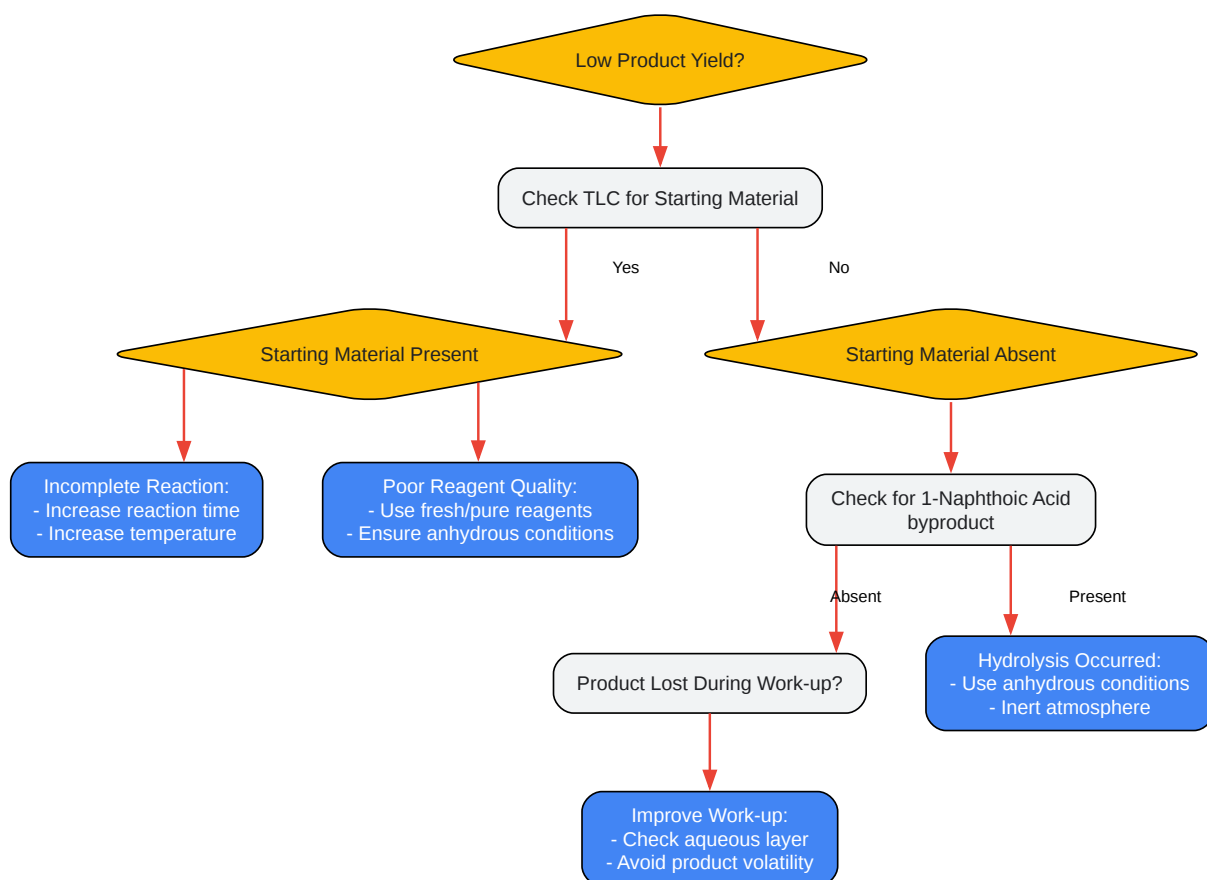 Low Product Yield?
Check TLC for Starting Material
Yes
No
Starting Material Present
Starting Material Absent
Incomplete Reaction:
- Increase reaction time
- Increase temperature
Poor Reagent Quality:
- Use fresh/pure reagents
- Ensure anhydrous conditions
Check for 1-Naphthoic Acid
byproduct
Absent
Present
Product Lost During Work-up?
Hydrolysis Occurred:
- Use anhydrous conditions
- Inert atmosphere
Improve Work-up:
- Check aqueous layer
- Avoid product volatility